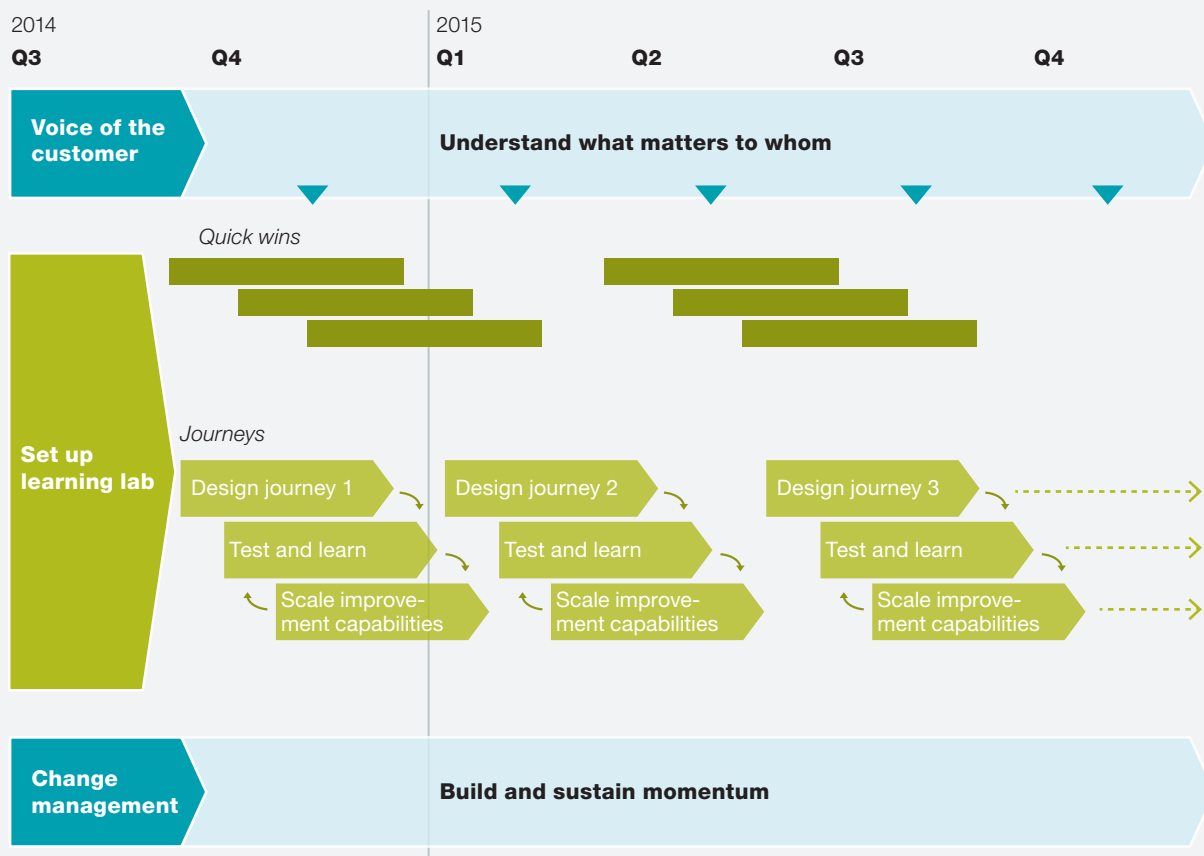 2014
2015
Q3
Q4
Q1
Q2
Q3
Q4
Voice of the
customer
Understand what matters to whom
Quick wins
Set up
learning lab
Journeys
Design journey 1
Design journey 2
Design journey 3
Test and learn
Test and learn
Test and learn
Scale improve-
ment capabilities
Scale improve-
ment capabilities
Scale improve-
ment capabilities
Change
management
Build and sustain momentum